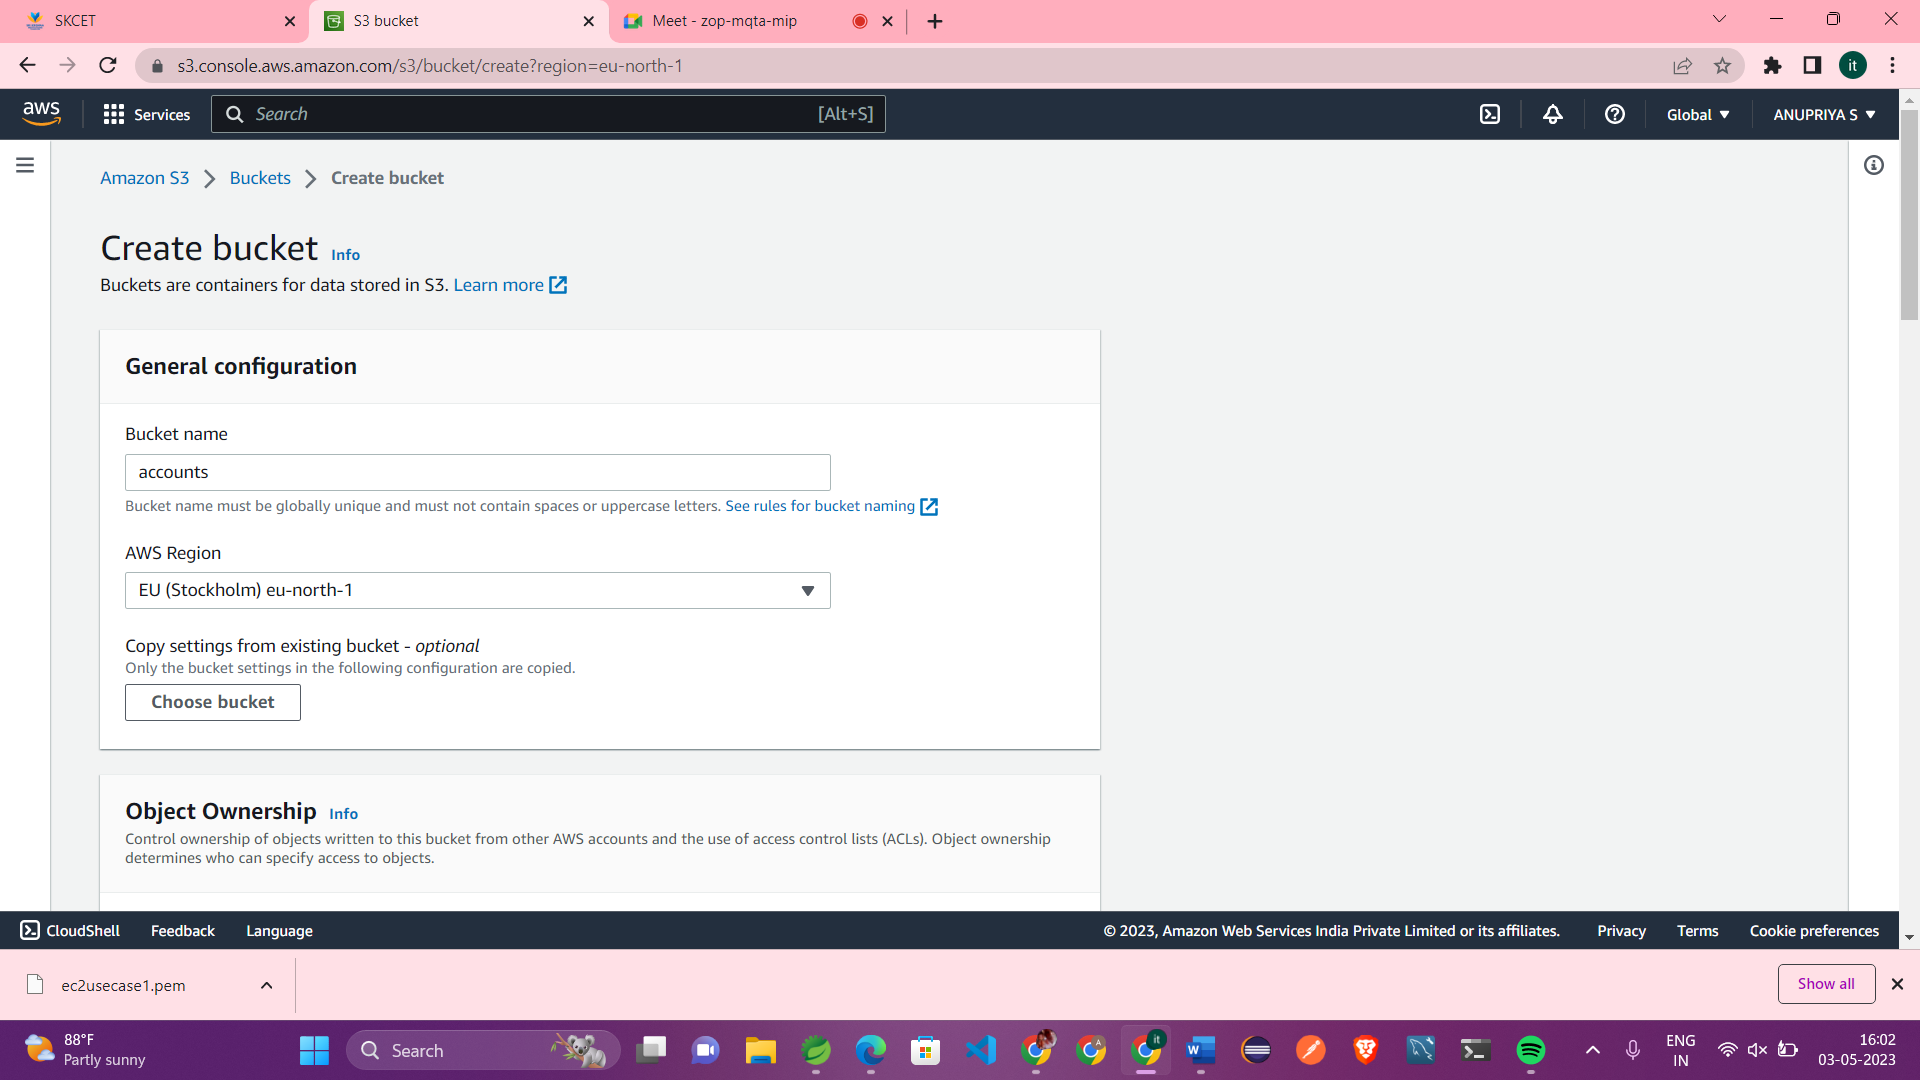 SKCET
S3 bucket
Meet - zop-mqta-mip
s3.console.aws.amazon.com/s3/bucket/create?region=eu-north-1
it
aws
Services
Search
[Alt+S]
Global
ANUPRIYA S
Amazon S3
Buckets
Create bucket
Create bucket Info
Buckets are containers for data stored in S3. Learn more
General configuration
Bucket name
accounts
Bucket name must be globally unique and must not contain spaces or uppercase letters. See rules for bucket naming
AWS Region
EU (Stockholm) eu-north-1
Copy settings from existing bucket - optional
Only the bucket settings in the following configuration are copied.
Choose bucket
Object Ownership Info
Control ownership of objects written to this bucket from other AWS accounts and the use of access control lists (ACLs). Object ownership
determines who can specify access to objects.
CloudShell
Feedback
Language
© 2023, Amazon Web Services India Private Limited or its affiliates.
Privacy
Terms
Cookie preferences
ec2usecase1.pem
Show all
88°F
Partly sunny
Search
A
it
W
ENG
IN
16:02
03-05-2023